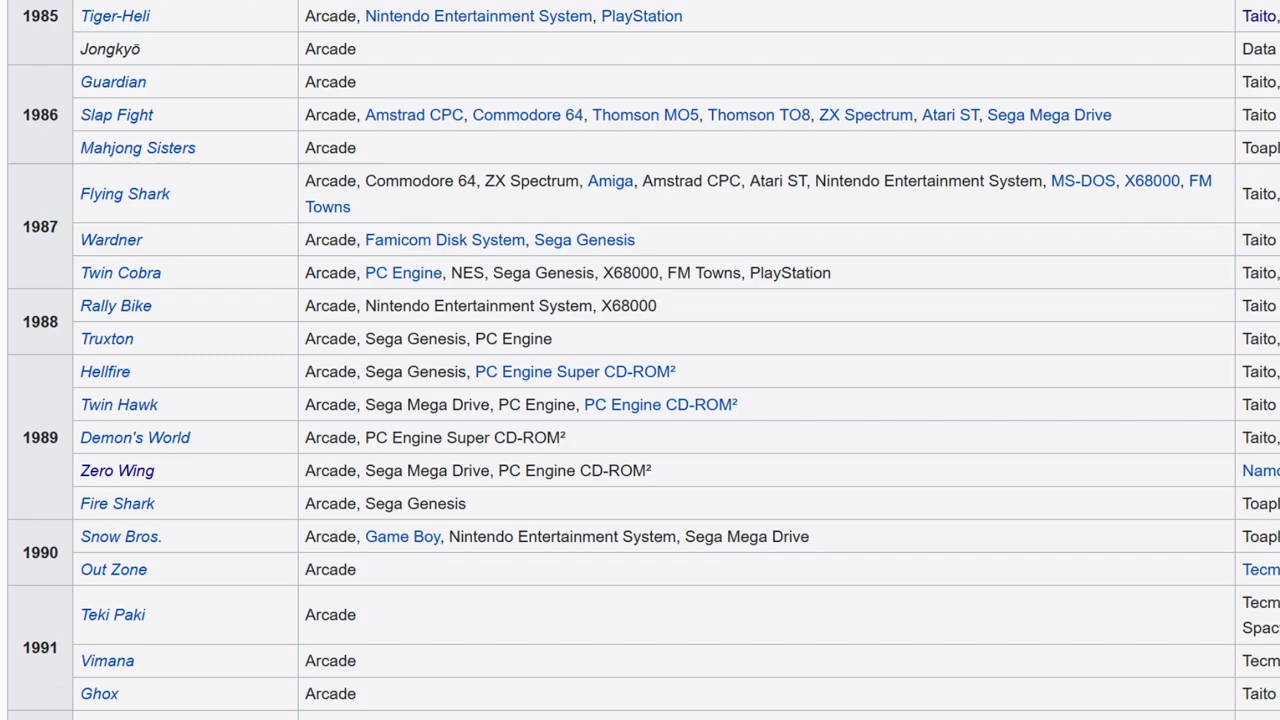 1985 Tiger-Heli Arcade, Nintendo Entertainment System, PlayStation Taito,
Jongkyō Arcade Data
Guardian Arcade Taito,
1986 Slap Fight Arcade, Amstrad CPC, Commodore 64, Thomson MO5, Thomson TO8, ZX Spectrum, Atari ST, Sega Mega Drive Taito
Mahjong Sisters Arcade Toapl
1987 Flying Shark Arcade, Commodore 64, ZX Spectrum, Amiga, Amstrad CPC, Atari ST, Nintendo Entertainment System, MS-DOS, X68000, FM Taito,
Towns
Wardner Arcade, Famicom Disk System, Sega Genesis Taito
Twin Cobra Arcade, PC Engine, NES, Sega Genesis, X68000, FM Towns, PlayStation Taito,
1988 Rally Bike Arcade, Nintendo Entertainment System, X68000 Taito
Truxton Arcade, Sega Genesis, PC Engine Taito,
Hellfire Arcade, Sega Genesis, PC Engine Super CD-ROM² Taito,
Twin Hawk Arcade, Sega Mega Drive, PC Engine, PC Engine CD-ROM² Taito
1989 Demon's World Arcade, PC Engine Super CD-ROM² Taito,
Zero Wing Arcade, Sega Mega Drive, PC Engine CD-ROM² Namc
Fire Shark Arcade, Sega Genesis Toapl
1990 Snow Bros. Arcade, Game Boy, Nintendo Entertainment System, Sega Mega Drive Toapl
Out Zone Arcade Tecm
1991 Teki Paki Arcade Tecm
Spac
Vimana Arcade Tecm
Ghox Arcade Taito